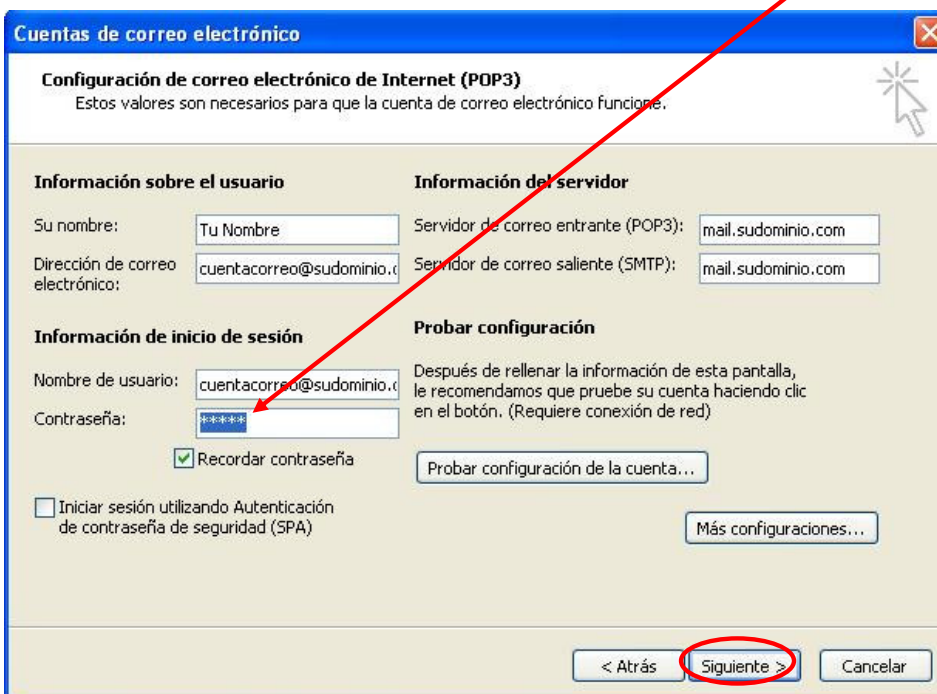 Cuentas de correo electrónico
Configuración de correo electrónico de Internet (POP3)
Estos valores son necesarios para que la cuenta de correo electrónico funcione.
Información sobre el usuario
Su nombre:
Tu Nombre
Dirección de correo
electrónico:
cuentacorreo@sudominio.c
Información del servidor
Servidor de correo entrante (POP3):
mail.sudominio.com
Servidor de correo saliente (SMTP):
mail.sudominio.com
Información de inicio de sesión
Nombre de usuario:
cuentacorreo@sudominio.c
Contraseña:
*****
Recordar contraseña
Iniciar sesión utilizando Autenticación
de contraseña de seguridad (SPA)
Probar configuración
Después de rellenar la información de esta pantalla,
le recomendamos que pruebe su cuenta haciendo clic
en el botón. (Requiere conexión de red)
Probar configuración de la cuenta...
Más configuraciones...
< Atrás
Siguiente >
Cancelar